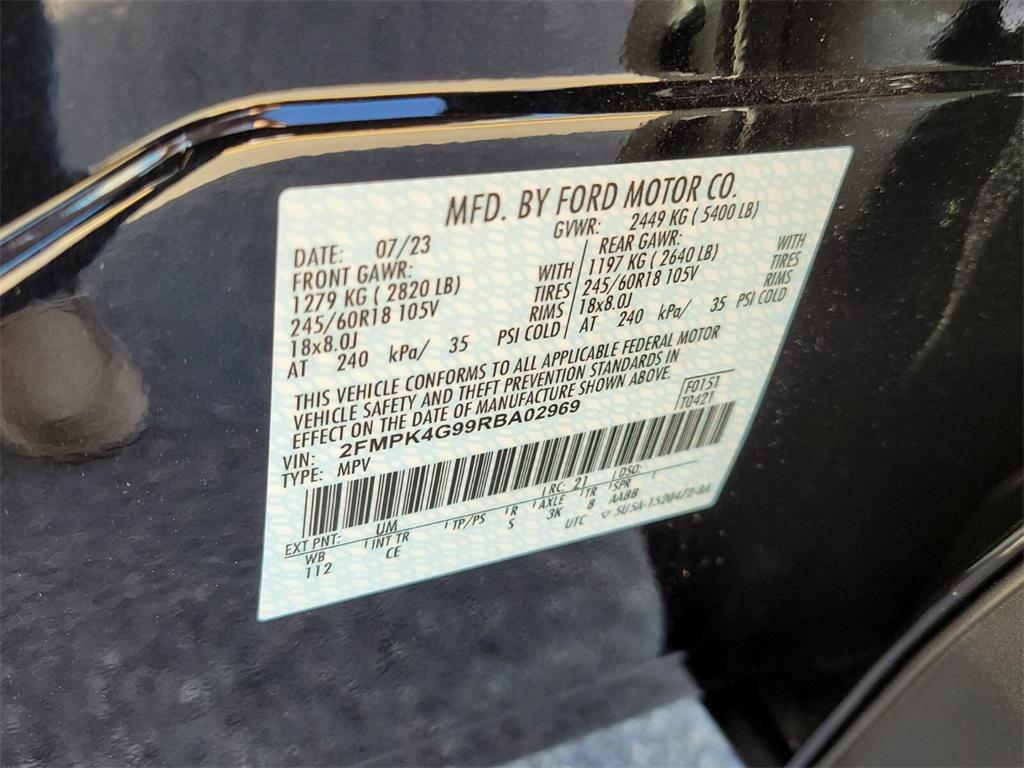 MFD. BY FORD MOTOR CO.
DATE: 07/23 GVWR: 2449 KG ( 5400 LB)
FRONT GAWR: REAR GAWR:
1279 KG ( 2820 LB) WITH 1197 KG ( 2640 LB) WITH
245/60R18 105V TIRES 245/60R18 105V TIRES
18x8.0J RIMS 18x8.0J RIMS
AT 240 kPa/ 35 PSI COLD AT 240 kPa/ 35 PSI COLD
THIS VEHICLE CONFORMS TO ALL APPLICABLE FEDERAL MOTOR
VEHICLE SAFETY AND THEFT PREVENTION STANDARDS IN
EFFECT ON THE DATE OF MANUFACTURE SHOWN ABOVE.
VIN: 2FMPK4G99RBA02969 F0151
TYPE: MPV T0421
EXT PNT: UM RC: 21 DSO:
WB INT TR TP/PS R AXLE TR SPR
112 CE S 3K 8 AABB
UTC 5U5A-1520472-BA